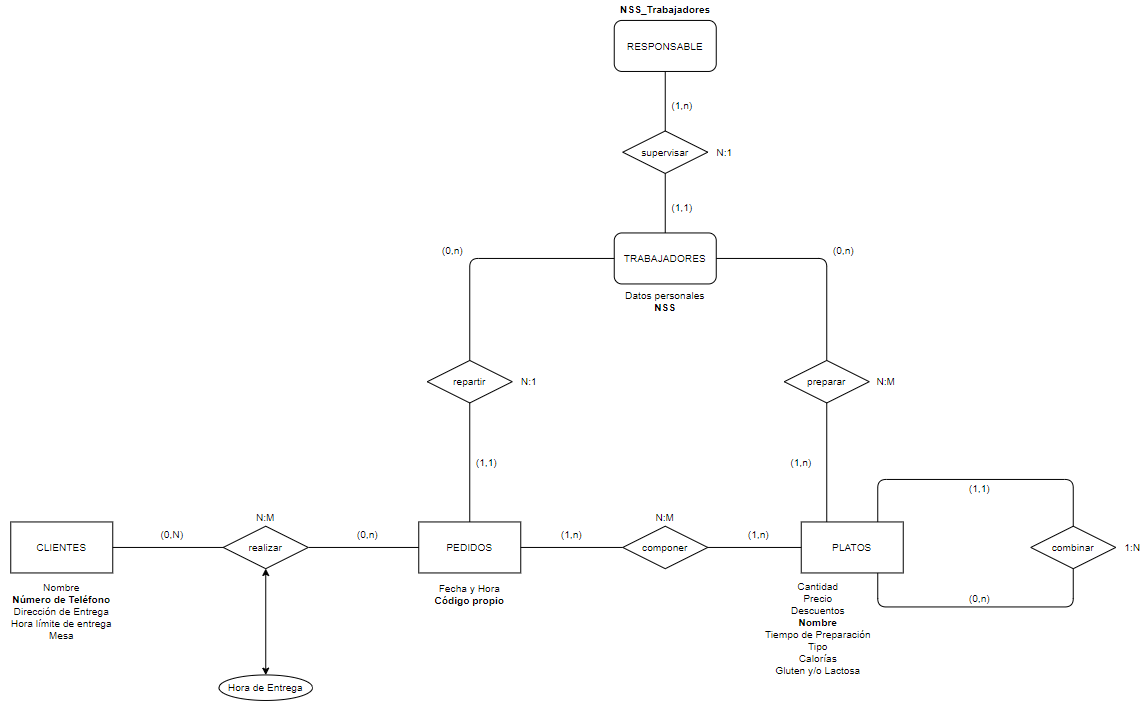 NSS_Trabajadores
RESPONSABLE
(1,n)
supervisar
N:1
(1,1)
(0,n)
TRABAJADORES
(0,n)
Datos personales
NSS
repartir
N:1
preparar
N:M
(1,1)
(1,n)
(1,1)
N:M
N:M
(0,N)
(0,n)
(1,n)
(1,n)
CLIENTES
realizar
PEDIDOS
componer
PLATOS
combinar
1:N
Nombre
Número de Teléfono
Dirección de Entrega
Hora límite de entrega
Mesa
Fecha y Hora
Código propio
Cantidad
Precio
Descuentos
Nombre
Tiempo de Preparación
Tipo
Calorías
Gluten y/o Lactosa
(0,n)
Hora de Entrega